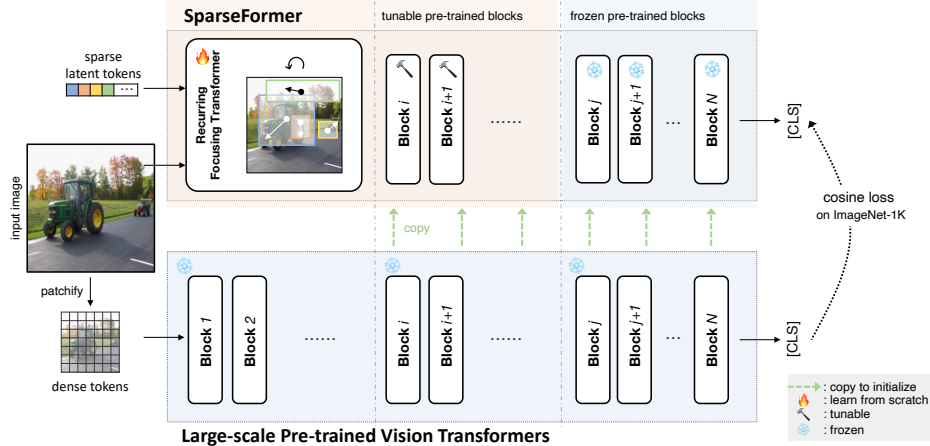 SparseFormer
tunable pre-trained blocks
frozen pre-trained blocks
sparse
latent tokens
...
Recurring
Focusing Transformer
Block i
Block i+1
......
Block j
Block j+1
...
Block N
[CLS]
input image
copy
cosine loss
on ImageNet-1K
patchify
dense tokens
Block 1
Block 2
......
Block i
Block i+1
......
Block j
Block j+1
...
Block N
[CLS]
: copy to initialize
: learn from scratch
: tunable
: frozen
Large-scale Pre-trained Vision Transformers